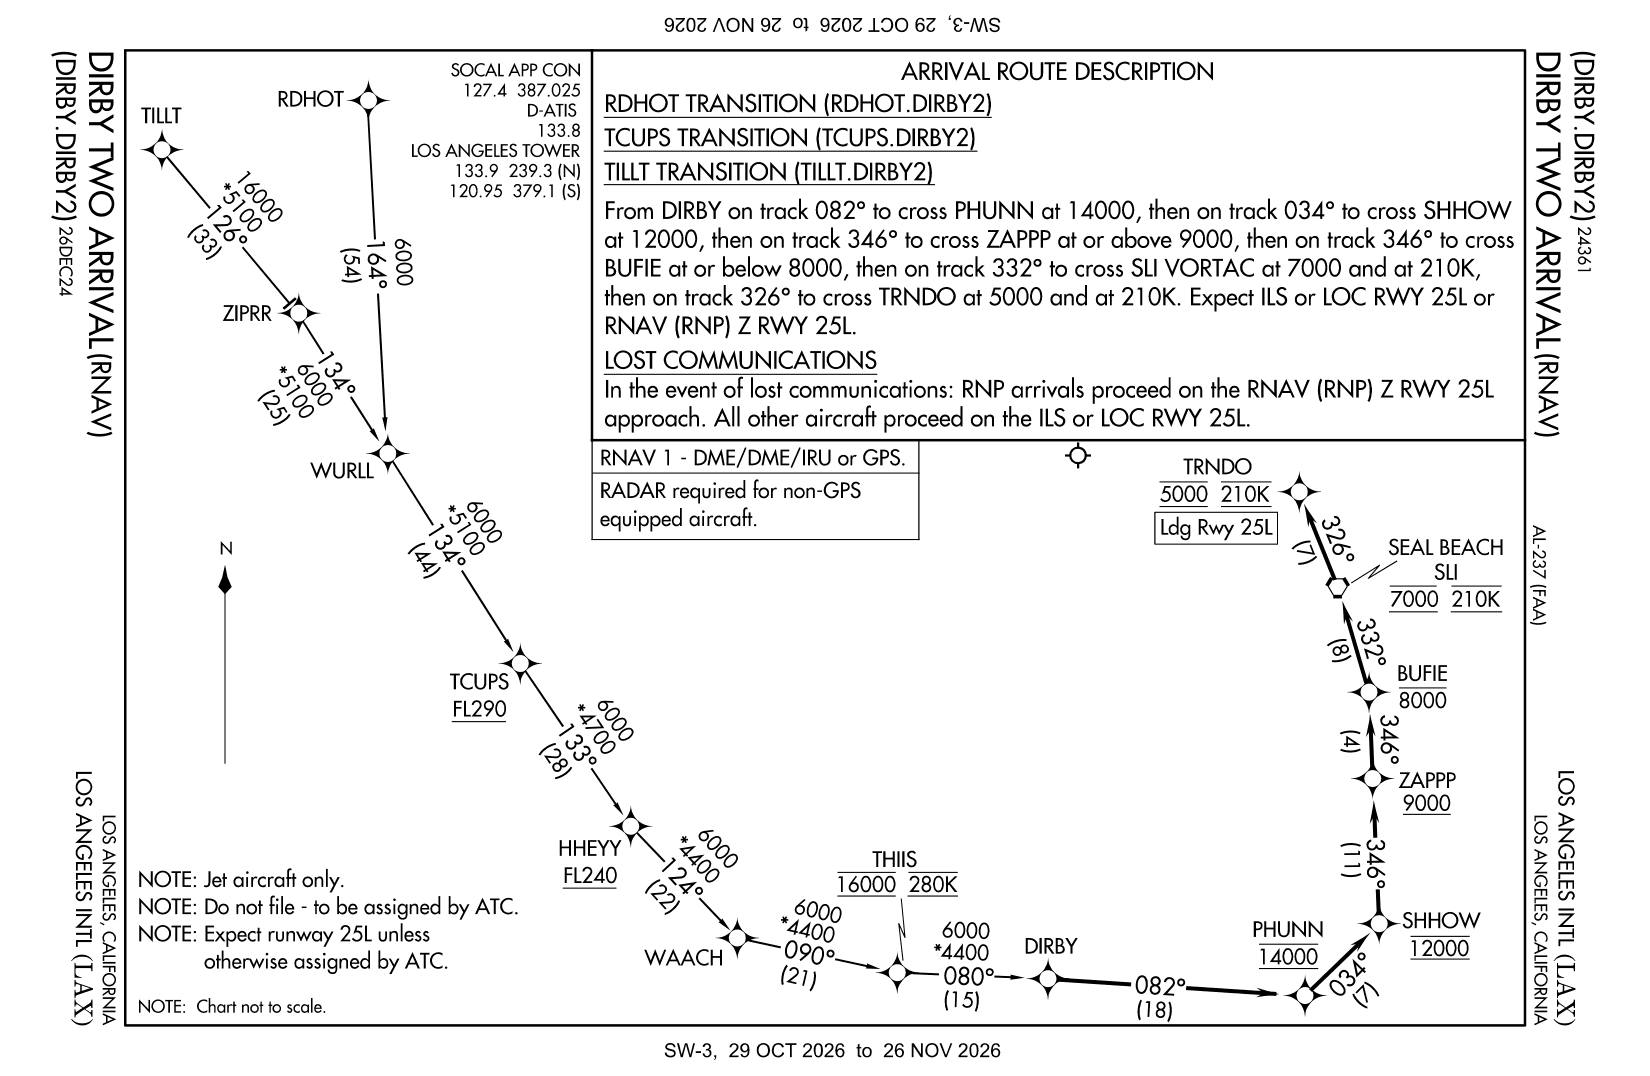 SW-3, 29 OCT 2026 to 26 NOV 2026
(DIRBY.DIRBY2) 26DEC24
DIRBY TWO ARRIVAL (RNAV)
LOS ANGELES, CALIFORNIA
LOS ANGELES INTL (LAX)
(DIRBY.DIRBY2) 24361
DIRBY TWO ARRIVAL (RNAV)
AL-237 (FAA)
LOS ANGELES INTL (LAX)
LOS ANGELES, CALIFORNIA
SOCAL APP CON
127.4 387.025
D-ATIS
133.8
LOS ANGELES TOWER
133.9 239.3 (N)
120.95 379.1 (S)
ARRIVAL ROUTE DESCRIPTION
RDHOT TRANSITION (RDHOT.DIRBY2)
TCUPS TRANSITION (TCUPS.DIRBY2)
TILLT TRANSITION (TILLT.DIRBY2)
From DIRBY on track 082° to cross PHUNN at 14000, then on track 034° to cross SHHOW
at 12000, then on track 346° to cross ZAPPP at or above 9000, then on track 346° to cross
BUFIE at or below 8000, then on track 332° to cross SLI VORTAC at 7000 and at 210K,
then on track 326° to cross TRNDO at 5000 and at 210K. Expect ILS or LOC RWY 25L or
RNAV (RNP) Z RWY 25L.
LOST COMMUNICATIONS
In the event of lost communications: RNP arrivals proceed on the RNAV (RNP) Z RWY 25L
approach. All other aircraft proceed on the ILS or LOC RWY 25L.
RNAV 1 - DME/DME/IRU or GPS.
RADAR required for non-GPS
equipped aircraft.
TILLT
RDHOT
16000
*5100
126°
(33)
6000
164°
(54)
ZIPRR
6000
*5100
134°
(25)
WURLL
6000
*5100
134°
(44)
N
TCUPS
FL290
6000
*4700
133°
(28)
HHEYY
FL240
6000
*4400
124°
(22)
WAACH
6000
*4400
090°
(21)
THIIS
16000 280K
6000
*4400
080°
(15)
DIRBY
082°
(18)
PHUNN
14000
034°
(7)
SHHOW
12000
346°
(11)
ZAPPP
9000
346°
(4)
BUFIE
8000
332°
(8)
SEAL BEACH
SLI
7000 210K
326°
(7)
TRNDO
5000 210K
Ldg Rwy 25L
NOTE: Jet aircraft only.
NOTE: Do not file - to be assigned by ATC.
NOTE: Expect runway 25L unless
otherwise assigned by ATC.
NOTE: Chart not to scale.
SW-3, 29 OCT 2026 to 26 NOV 2026